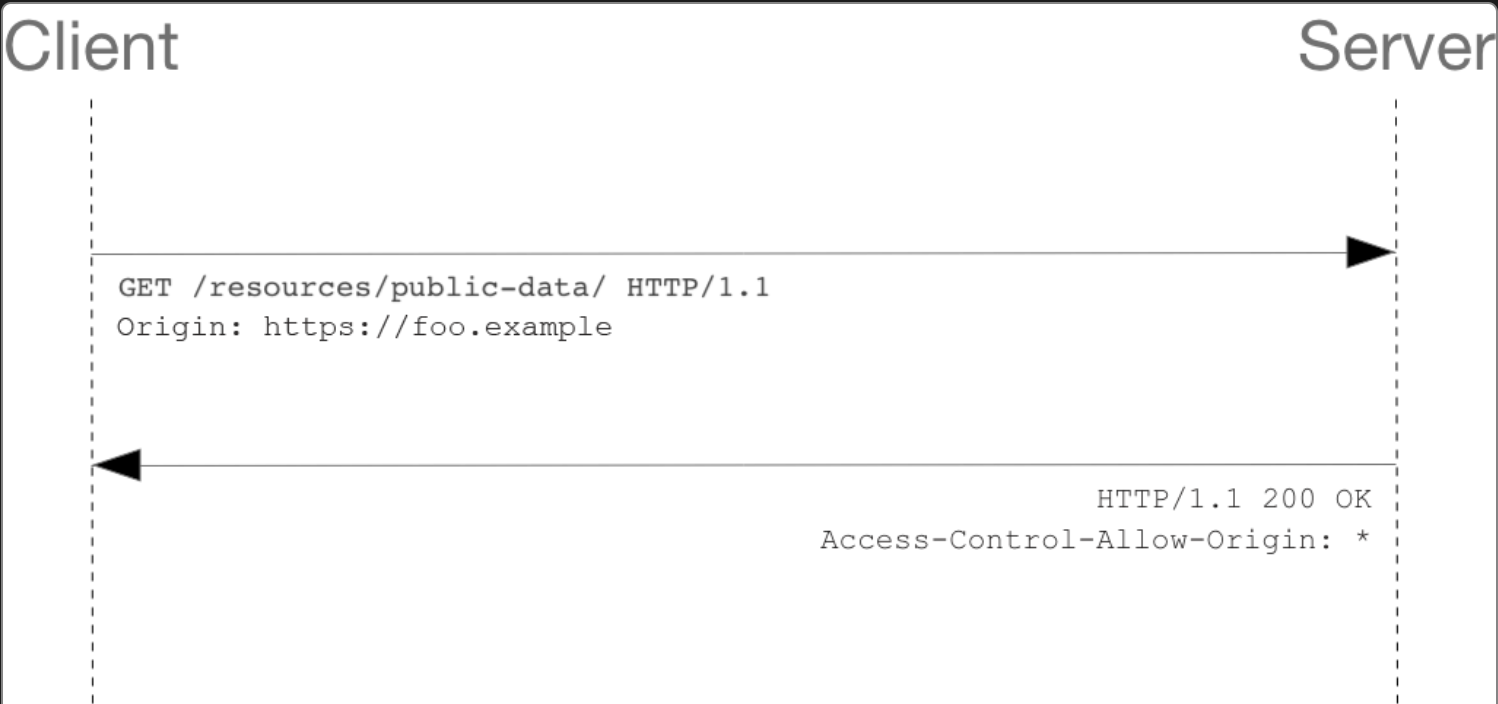 Client
Server
GET /resources/public-data/ HTTP/1.1
Origin: https://foo.example
HTTP/1.1 200 OK
Access-Control-Allow-Origin: *